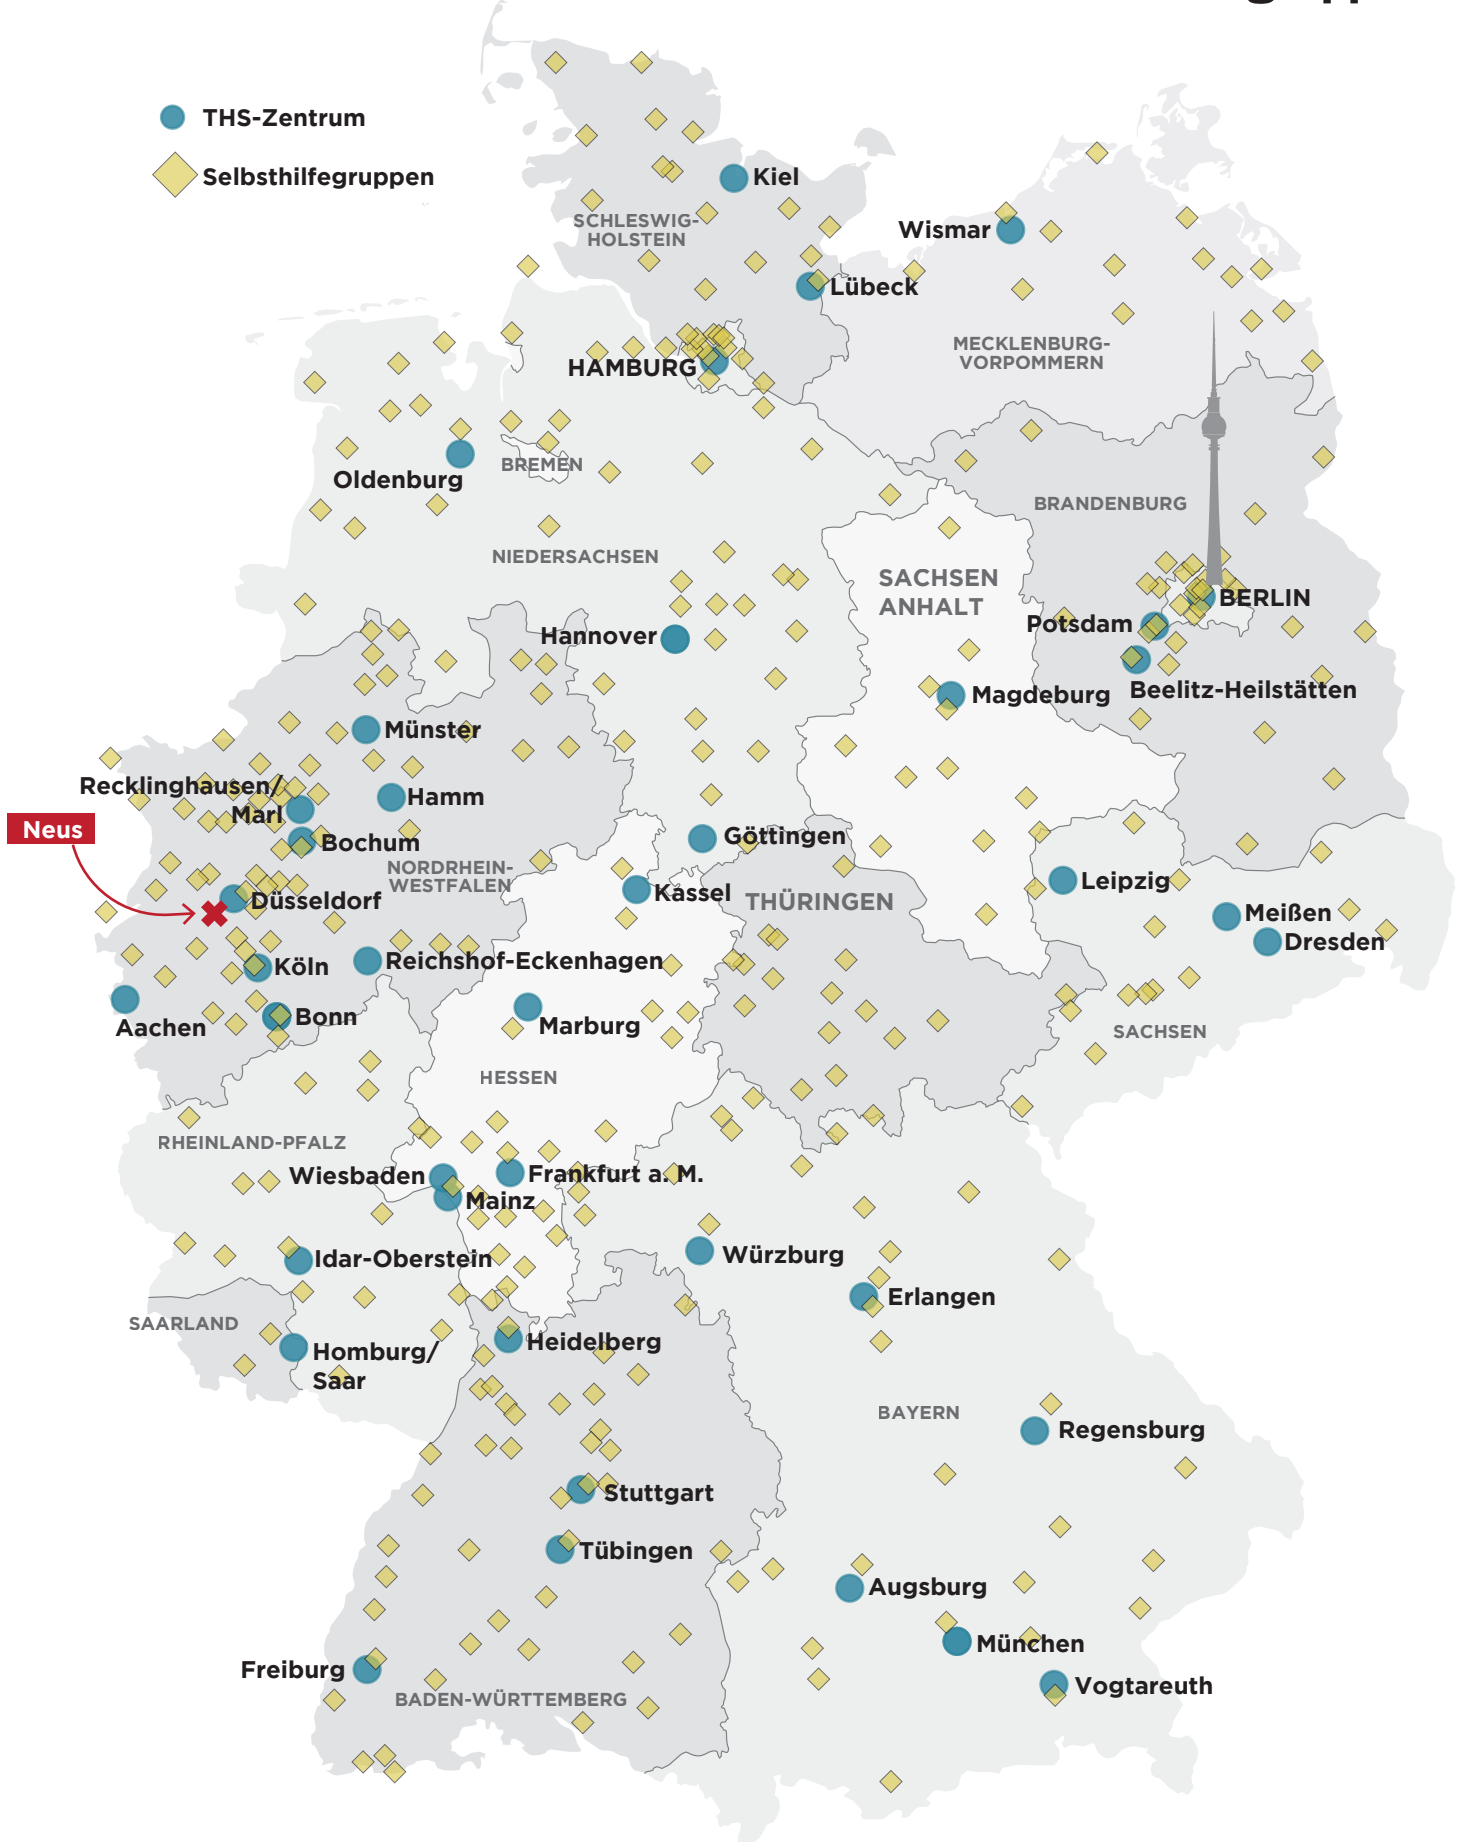 THS-Zentrum
Selbsthilfegruppen
Kiel
SCHLESWIG-
HOLSTEIN
Wismar
Lübeck
MECKLENBURG-
VORPOMMERN
HAMBURG
BREMEN
Oldenburg
BRANDENBURG
NIEDERSACHSEN
SACHSEN
ANHALT
BERLIN
Potsdam
Hannover
Beelitz-Heilstätten
Magdeburg
Münster
Recklinghausen/
Marl
Hamm
Neus
Göttingen
Bochum
NORDRHEIN-
WESTFALEN
Leipzig
Kassel
Düsseldorf
THÜRINGEN
Meißen
Dresden
Reichshof-Eckenhagen
Köln
Bonn
Aachen
Marburg
SACHSEN
HESSEN
RHEINLAND-PFALZ
Wiesbaden
Frankfurt a. M.
Mainz
Würzburg
Idar-Oberstein
Erlangen
SAARLAND
Heidelberg
Homburg/
Saar
BAYERN
Regensburg
Stuttgart
Tübingen
Augsburg
München
Freiburg
Vogtareuth
BADEN-WÜRTTEMBERG